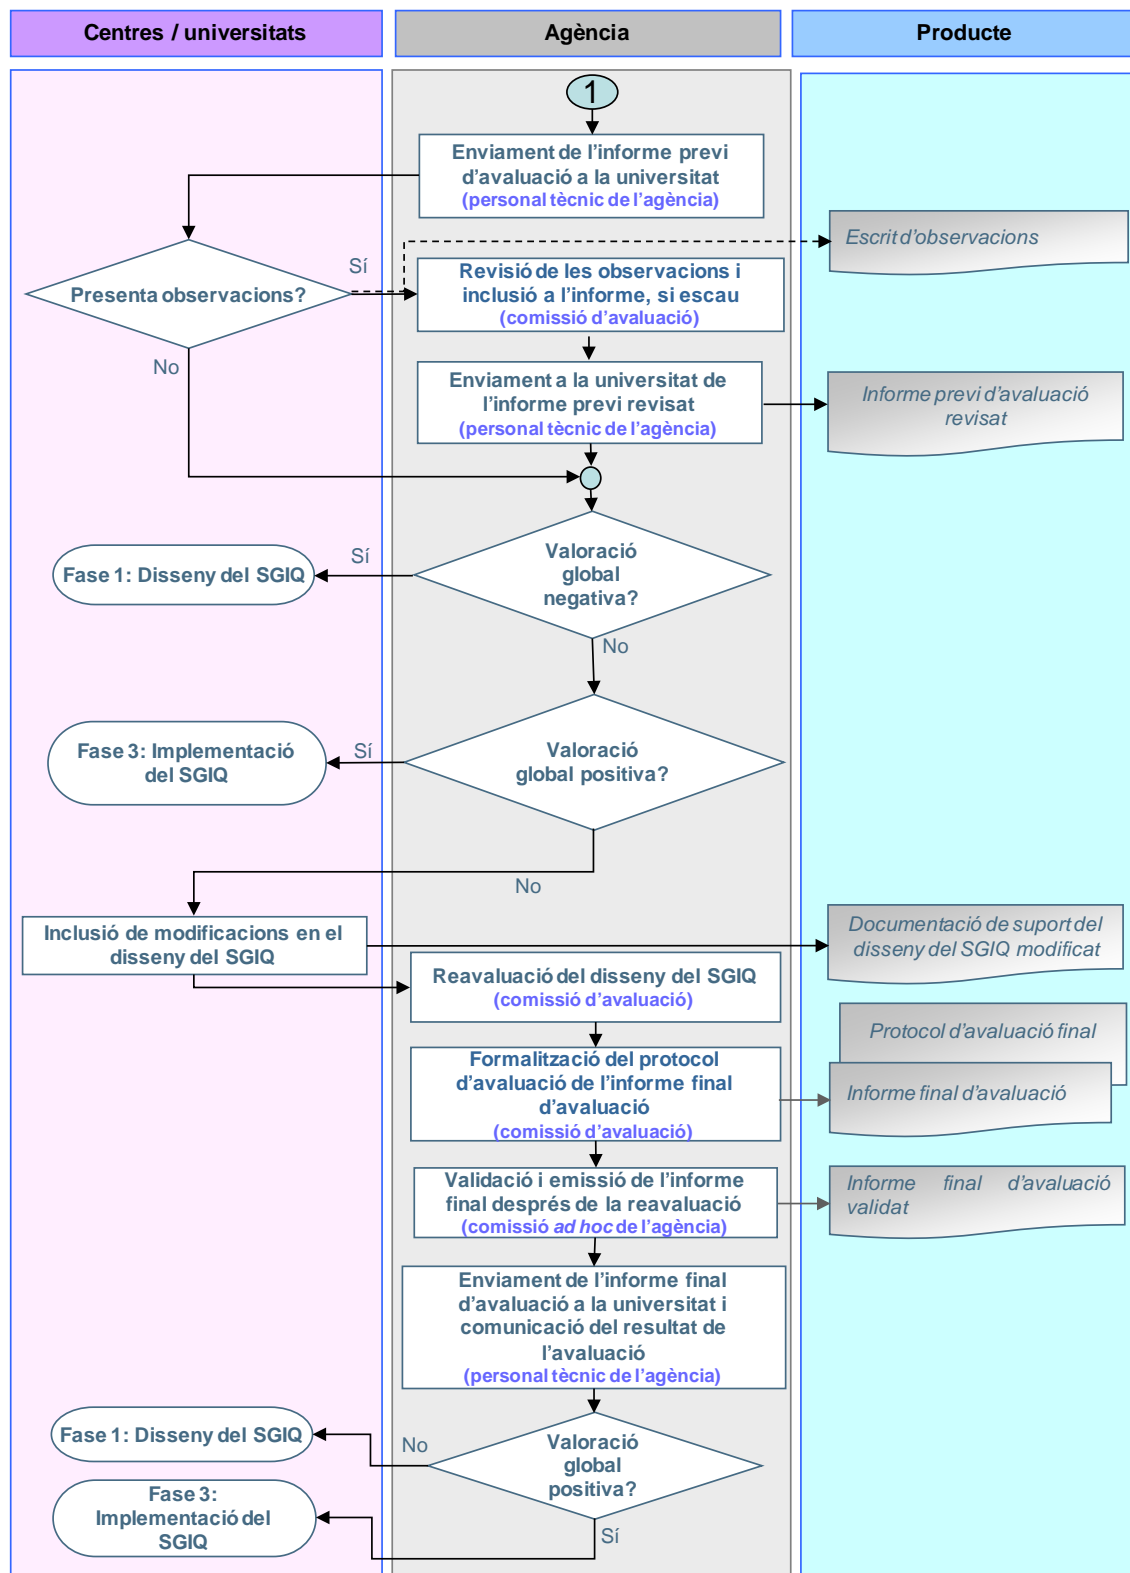 Centres / universitats
Agència
Producte
1
Enviament de l’informe previ
d’avaluació a la universitat
(personal tècnic de l’agència)
Escrit d’observacions
Sí
Presenta observacions?
Revisió de les observacions i
inclusió a l’informe, si escau
(comissió d’avaluació)
No
Enviament a la universitat de
l’informe previ revisat
(personal tècnic de l’agència)
Informe previ d’avaluació
revisat
Valoració
global
negativa?
Sí
Fase 1: Disseny del SGIQ
No
Valoració
global positiva?
Sí
Fase 3: Implementació
del SGIQ
No
Inclusió de modificacions en el
disseny del SGIQ
Documentació de suport del
disseny del SGIQ modificat
Reavaluació del disseny del SGIQ
(comissió d’avaluació)
Protocol d’avaluació final
Formalització del protocol
d’avaluació de l’informe final
d’avaluació
(comissió d’avaluació)
Informe final d’avaluació
Validació i emissió de l’informe
final després de la reavaluació
(comissió ad hoc de l’agència)
Informe final d’avaluació
validat
Enviament de l’informe final
d’avaluació a la universitat i
comunicació del resultat de
l’avaluació
(personal tècnic de l’agència)
Fase 1: Disseny del SGIQ
No
Valoració
global
positiva?
Fase 3:
Implementació del
SGIQ
Sí